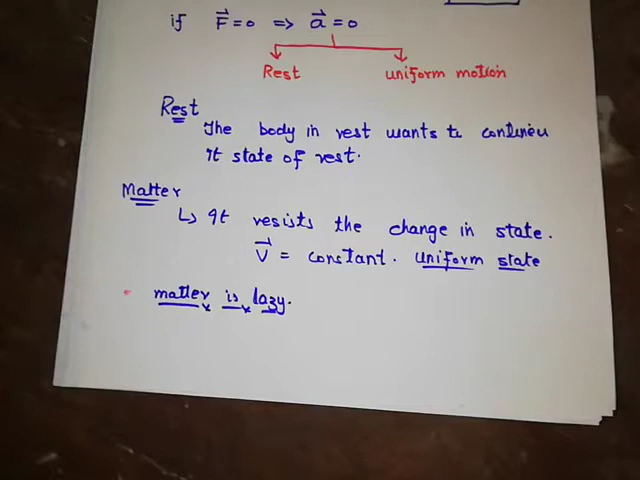 if F⃗ = 0 => a⃗ = 0
Rest uniform motion
Rest
The body in rest wants to contineu
It state of rest.
Matter
↳ It resists the change in state.
V⃗ = constant. uniform state
matter is lazy.